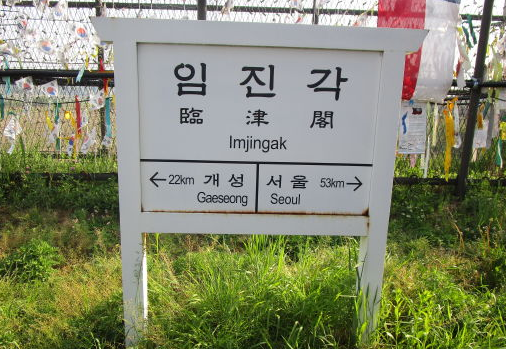 임진각
臨津閣
Imjingak
←22km 개성 서울 53km→
Gaeseong Seoul